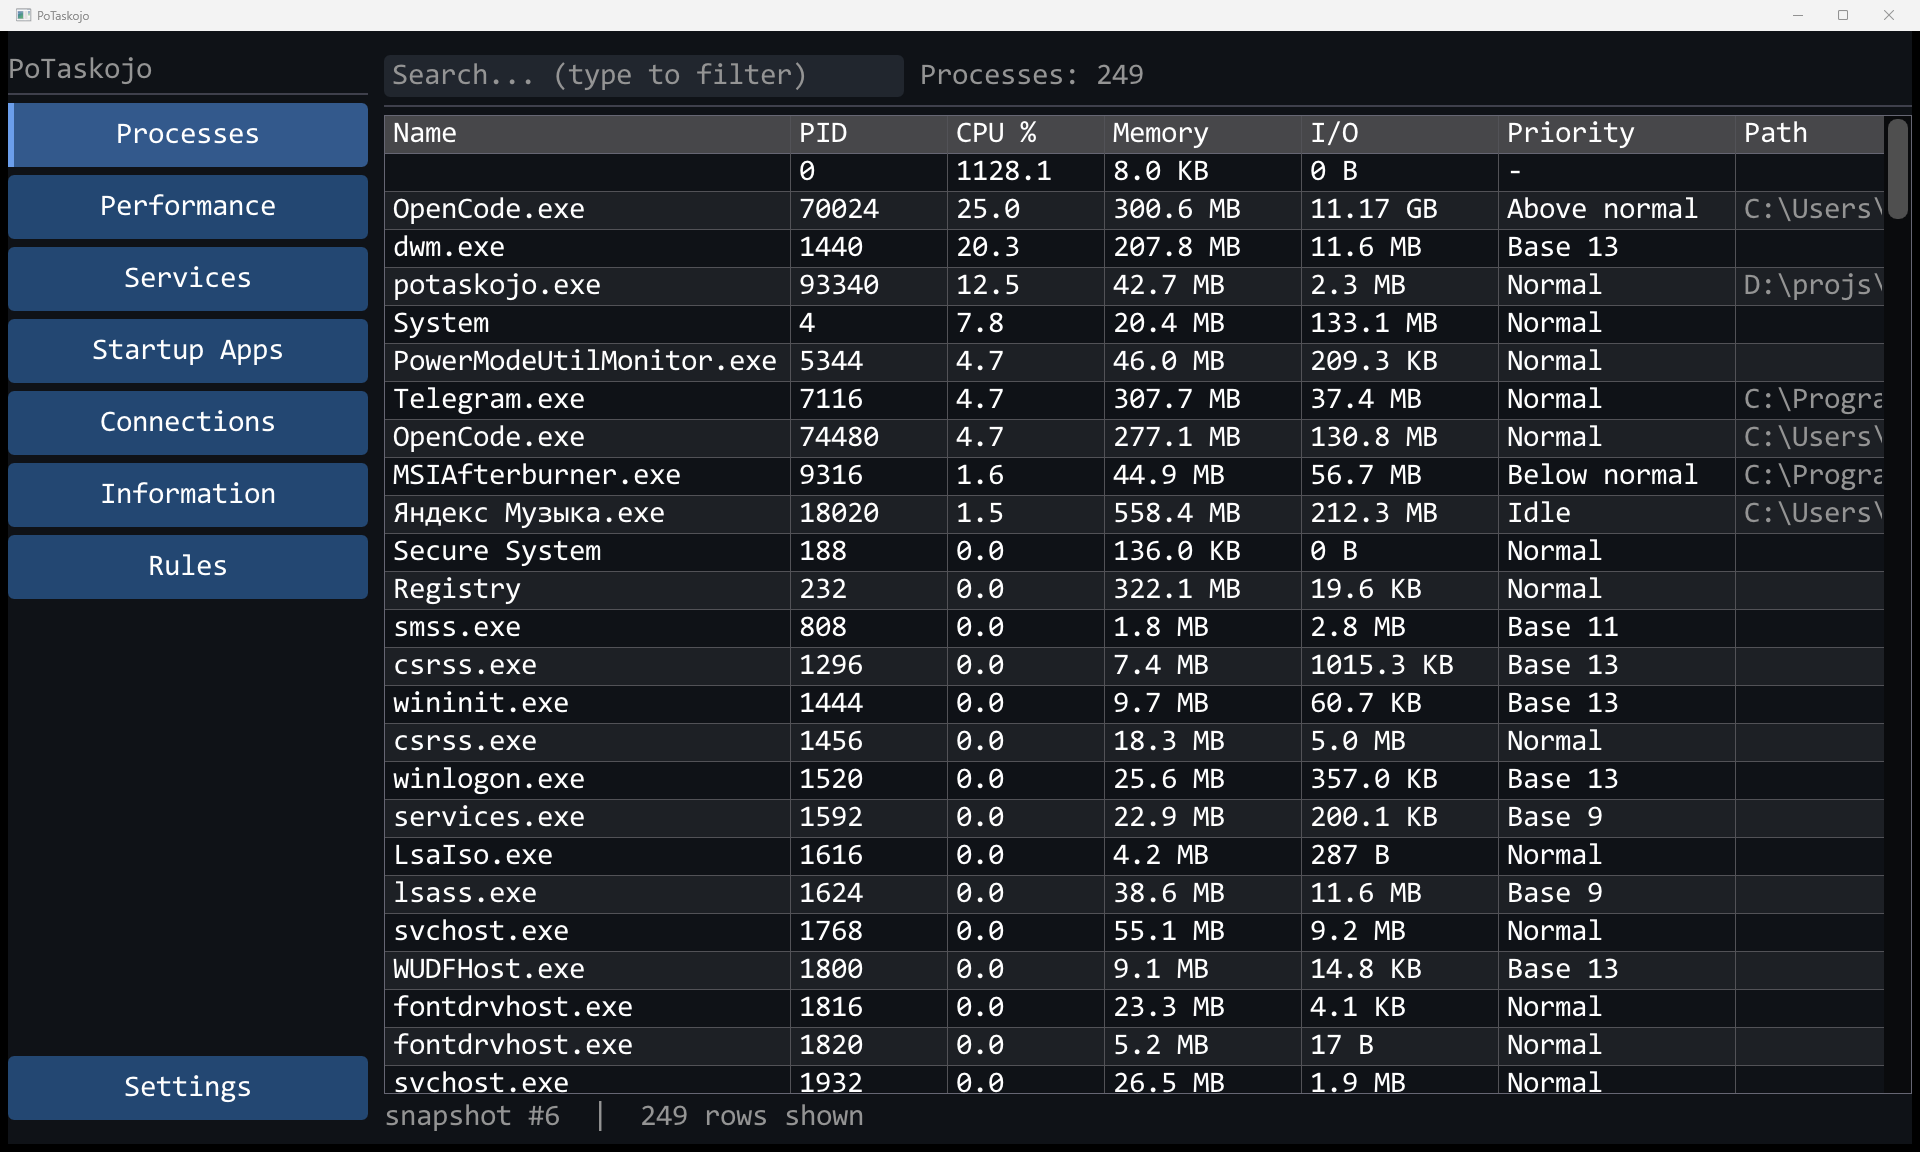 PoTaskojo
PoTaskojo
Processes
Performance
Services
Startup Apps
Connections
Information
Rules
Settings
Search... (type to filter) Processes: 249
Name PID CPU % Memory I/O Priority Path
0 1128.1 8.0 KB 0 B -
OpenCode.exe 70024 25.0 300.6 MB 11.17 GB Above normal C:\Users\
dwm.exe 1440 20.3 207.8 MB 11.6 MB Base 13
potaskojo.exe 93340 12.5 42.7 MB 2.3 MB Normal D:\projs\
System 4 7.8 20.4 MB 133.1 MB Normal
PowerModeUtilMonitor.exe 5344 4.7 46.0 MB 209.3 KB Normal
Telegram.exe 7116 4.7 307.7 MB 37.4 MB Normal C:\Progra
OpenCode.exe 74480 4.7 277.1 MB 130.8 MB Normal C:\Users\
MSIAfterburner.exe 9316 1.6 44.9 MB 56.7 MB Below normal C:\Progra
Яндекс Музыка.exe 18020 1.5 558.4 MB 212.3 MB Idle C:\Users\
Secure System 188 0.0 136.0 KB 0 B Normal
Registry 232 0.0 322.1 MB 19.6 KB Normal
smss.exe 808 0.0 1.8 MB 2.8 MB Base 11
csrss.exe 1296 0.0 7.4 MB 1015.3 KB Base 13
wininit.exe 1444 0.0 9.7 MB 60.7 KB Base 13
csrss.exe 1456 0.0 18.3 MB 5.0 MB Normal
winlogon.exe 1520 0.0 25.6 MB 357.0 KB Base 13
services.exe 1592 0.0 22.9 MB 200.1 KB Base 9
LsaIso.exe 1616 0.0 4.2 MB 287 B Normal
lsass.exe 1624 0.0 38.6 MB 11.6 MB Base 9
svchost.exe 1768 0.0 55.1 MB 9.2 MB Normal
WUDFHost.exe 1800 0.0 9.1 MB 14.8 KB Base 13
fontdrvhost.exe 1816 0.0 23.3 MB 4.1 KB Normal
fontdrvhost.exe 1820 0.0 5.2 MB 17 B Normal
svchost.exe 1932 0.0 26.5 MB 1.9 MB Normal
snapshot #6 | 249 rows shown